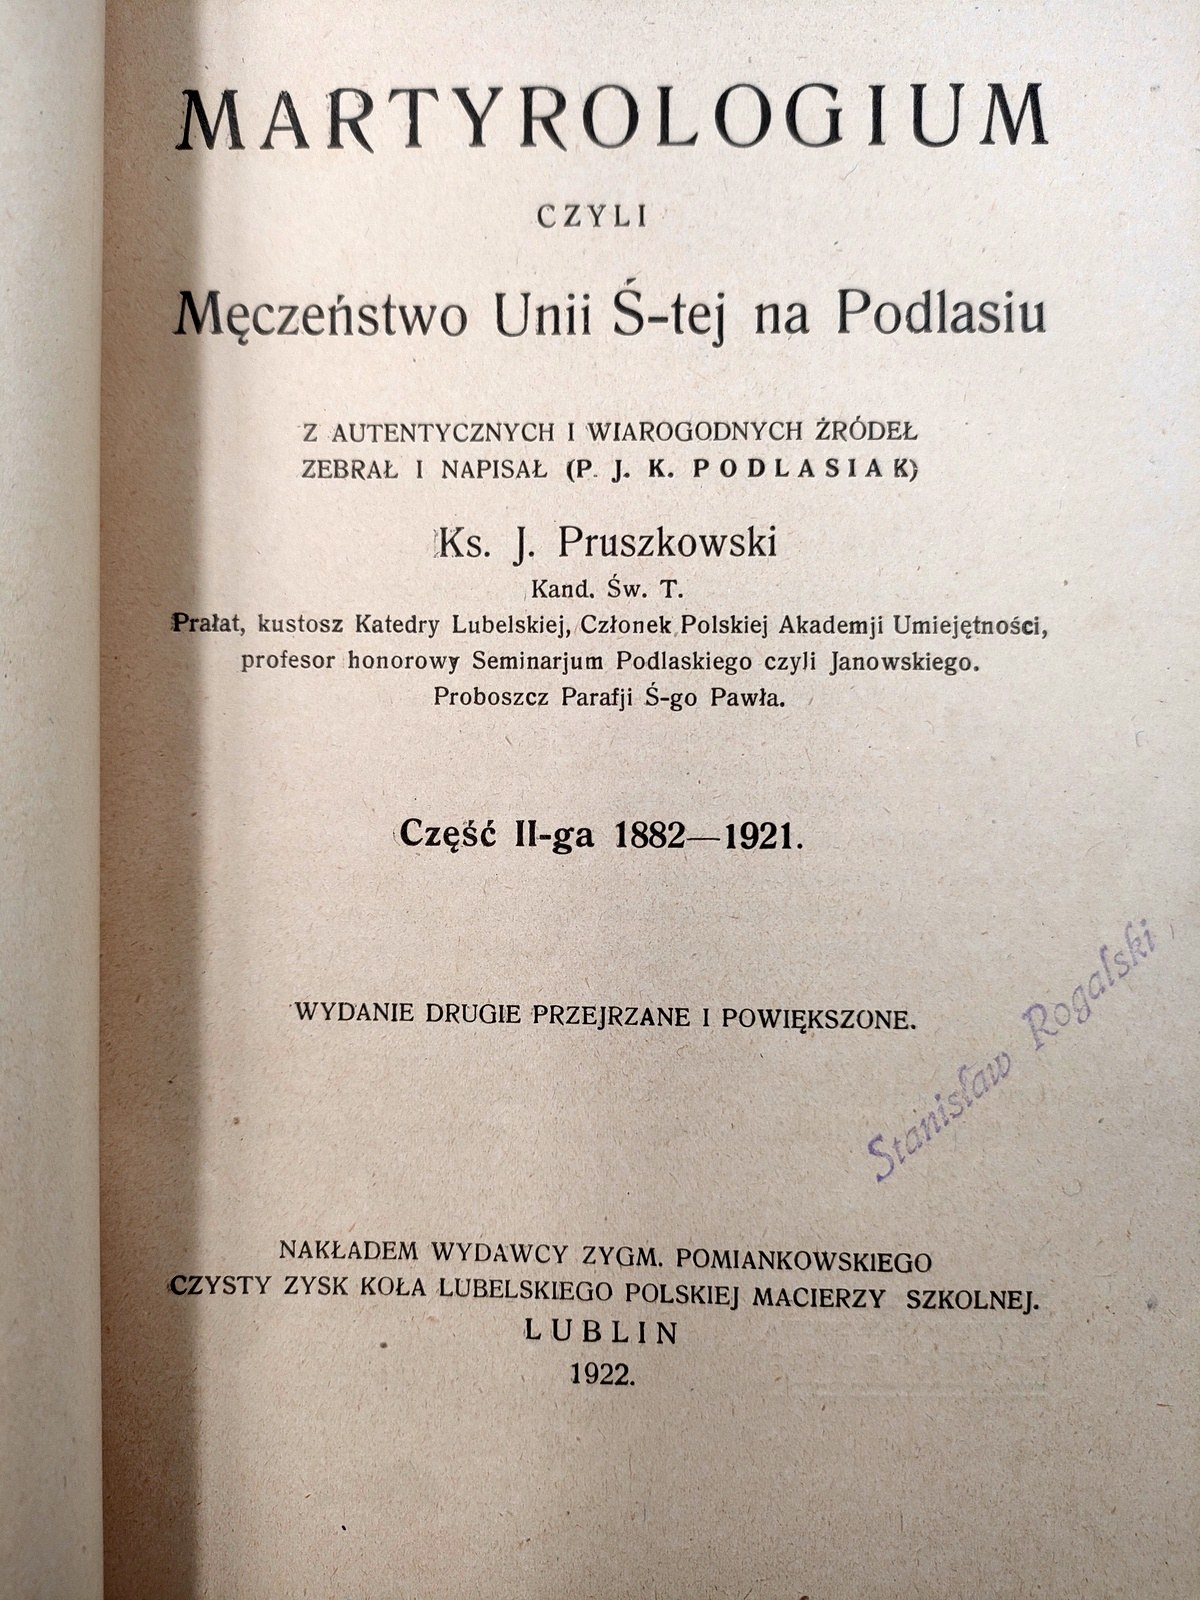 MARTYROLOGIUM
CZYLI
Męczeństwo Unii Ś-tej na Podlasiu
Z AUTENTYCZNYCH I WIAROGODNYCH ŹRÓDEŁ
ZEBRAŁ I NAPISAŁ (P. J. K. PODLASIAK)
Ks. J. Pruszkowski
Kand. Św. T.
Prałat, kustosz Katedry Lubelskiej, Członek Polskiej Akademji Umiejętności,
profesor honorowy Seminarjum Podlaskiego czyli Janowskiego.
Proboszcz Parafji Ś-go Pawła.
Część II-ga 1882—1921.
WYDANIE DRUGIE PRZEJRZANE I POWIĘKSZONE.
Stanisław Rogalski
NAKŁADEM WYDAWCY ZYGM. POMIANKOWSKIEGO
CZYSTY ZYSK KOŁA LUBELSKIEGO POLSKIEJ MACIERZY SZKOLNEJ.
LUBLIN
1922.